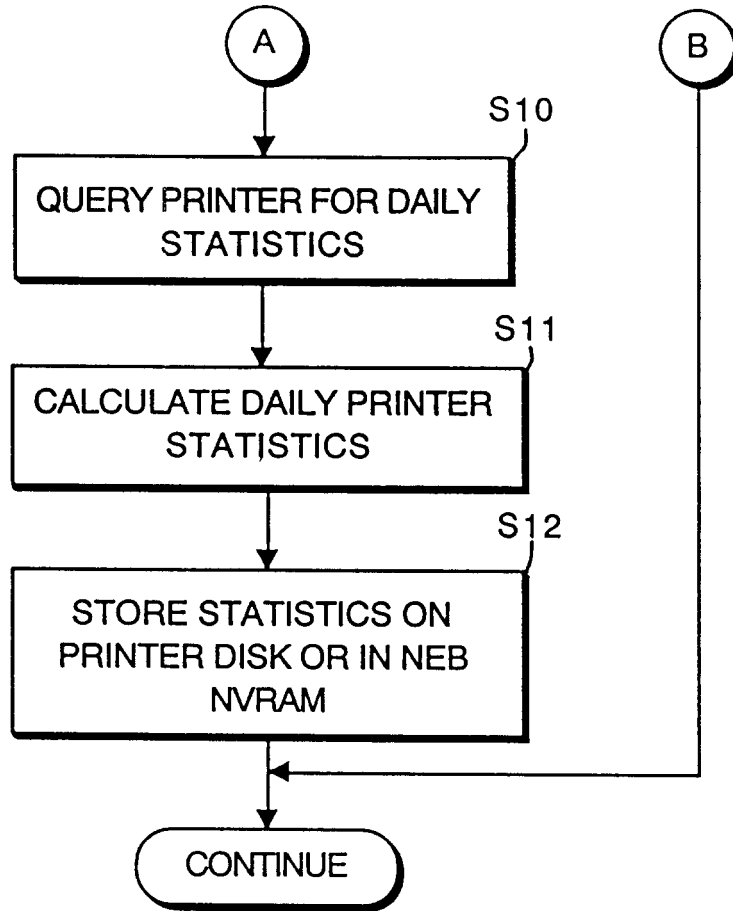 A
B
S10
QUERY PRINTER FOR DAILY
STATISTICS
S11
CALCULATE DAILY PRINTER
STATISTICS
S12
STORE STATISTICS ON
PRINTER DISK OR IN NEB
NVRAM
CONTINUE